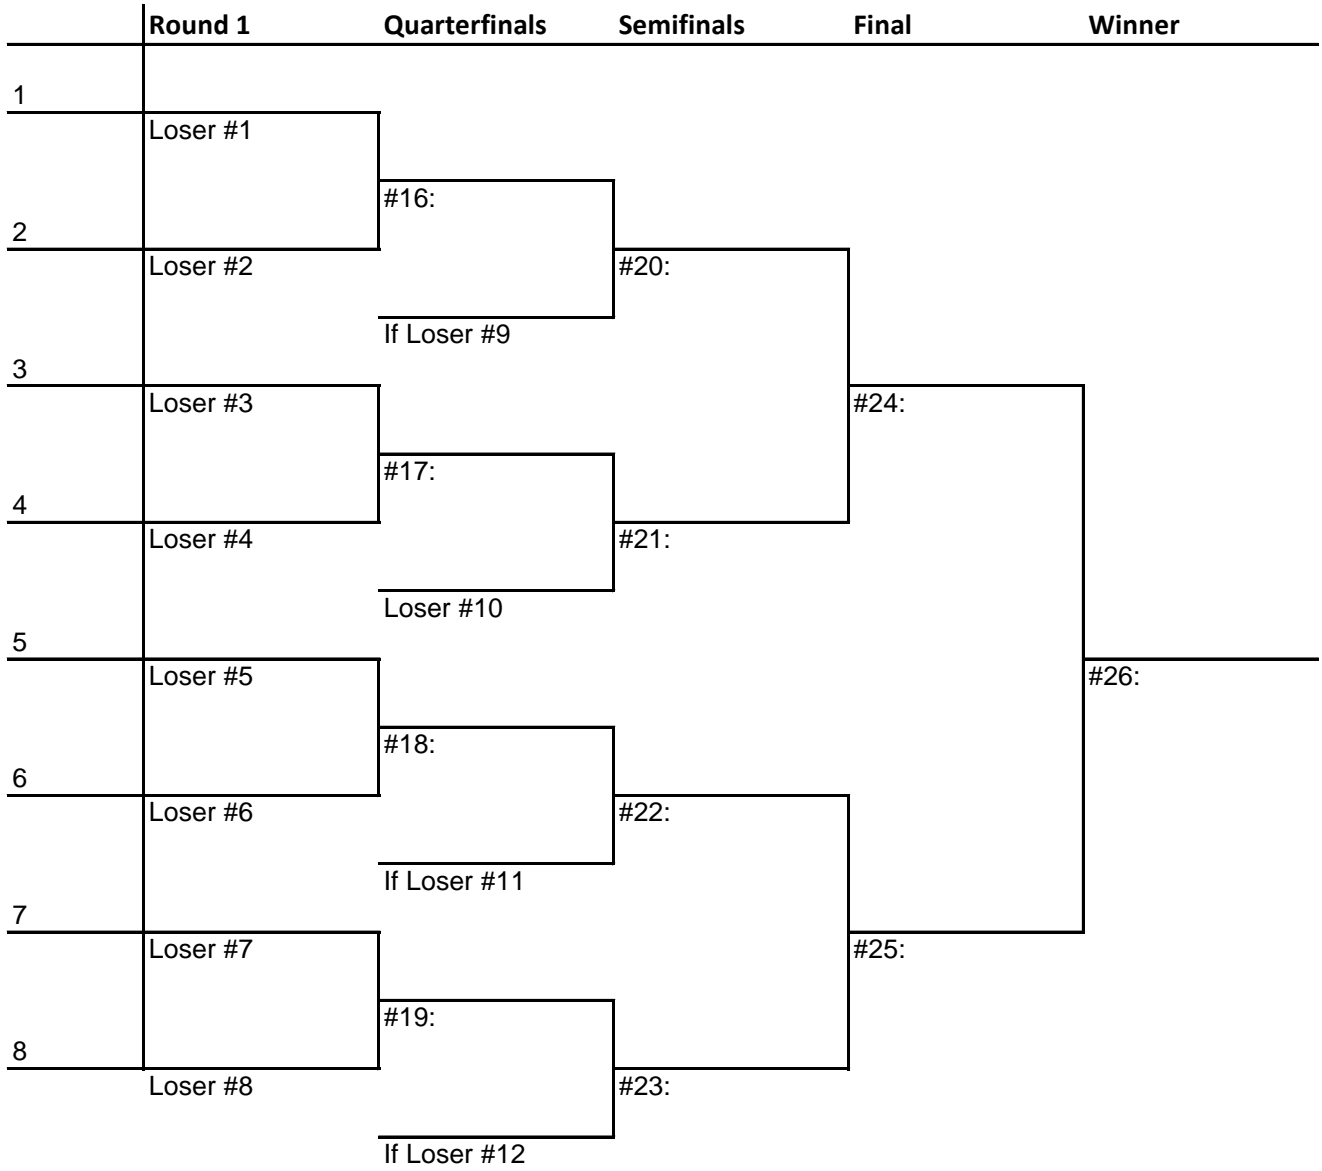 Round 1 Quarterfinals Semifinals Final Winner
1
Loser #1
#16:
2
Loser #2
#20:
If Loser #9
3
Loser #3
#24:
#17:
4
Loser #4
#21:
Loser #10
5
Loser #5
#26:
#18:
6
Loser #6
#22:
If Loser #11
7
Loser #7
#25:
#19:
8
Loser #8
#23:
If Loser #12